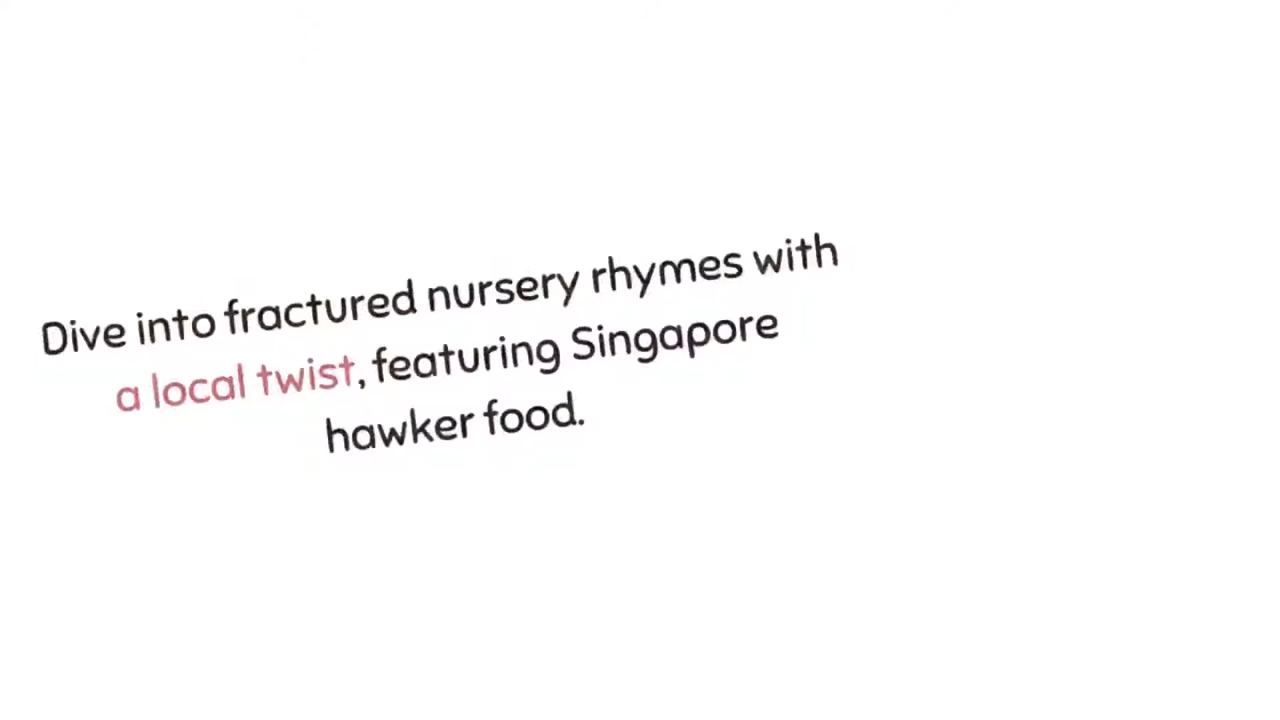 Dive into fractured nursery rhymes with
a local twist, featuring Singapore
hawker food.